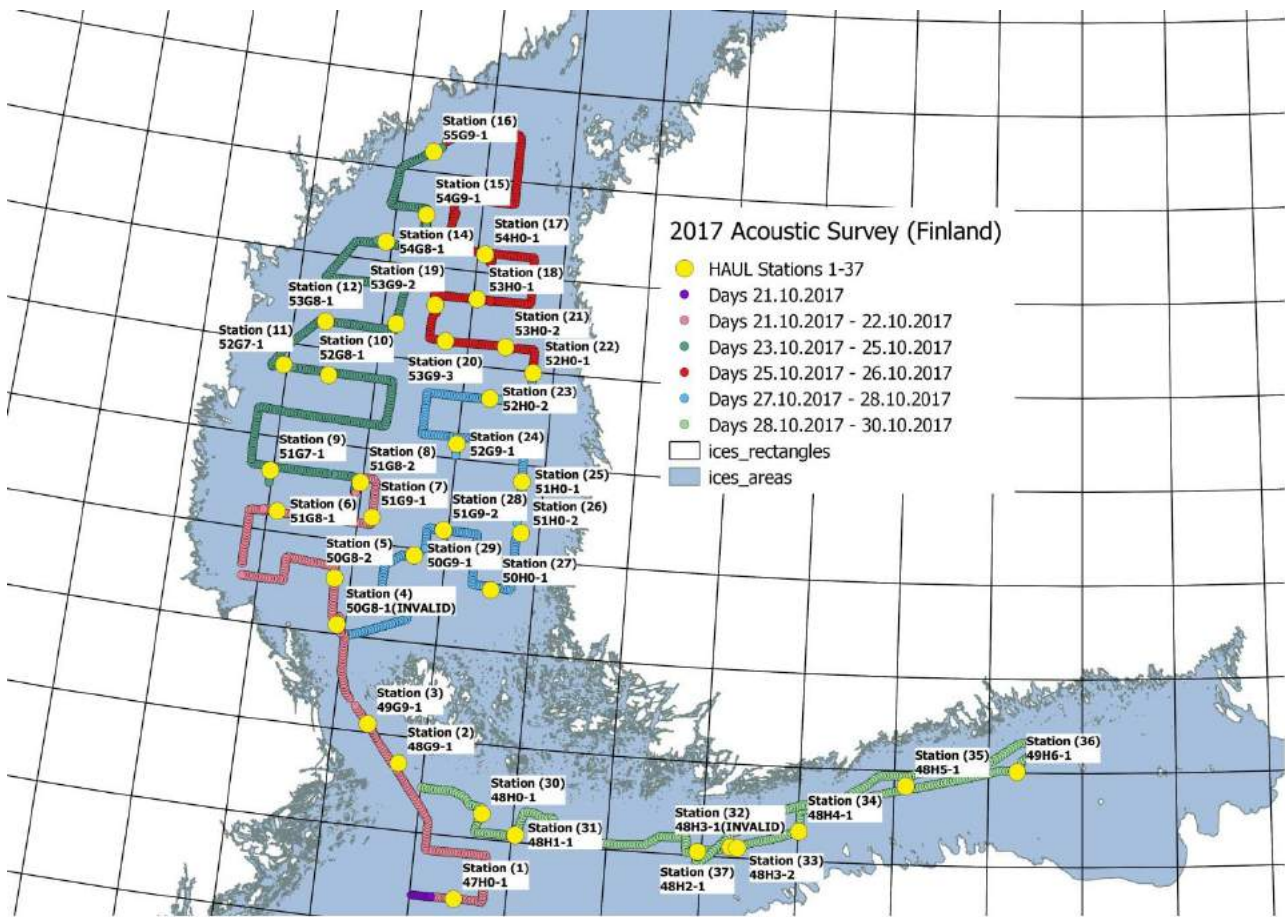 Station (16)
55G9-1
Station (15)
54G9-1
Station (17)
54H0-1
Station (14)
54G8-1
Station (19)
53G9-2
Station (18)
53H0-1
Station (12)
53G8-1
Station (21)
53H0-2
Station (11)
52G7-1
Station (10)
52G8-1
Station (20)
53G9-3
Station (22)
52H0-1
Station (23)
52H0-2
Station (24)
52G9-1
Station (9)
51G7-1
Station (8)
51G8-2
Station (7)
51G9-1
Station (25)
51H0-1
Station (6)
51G8-1
Station (28)
51G9-2
Station (26)
51H0-2
Station (5)
50G8-2
Station (29)
50G9-1
Station (27)
50H0-1
Station (4)
50G8-1(INVALID)
Station (3)
49G9-1
Station (2)
48G9-1
Station (30)
48H0-1
Station (31)
48H1-1
Station (1)
47H0-1
Station (32)
48H3-1(INVALID)
Station (37)
48H2-1
Station (33)
48H3-2
Station (34)
48H4-1
Station (35)
48H5-1
Station (36)
49H6-1
2017 Acoustic Survey (Finland)
HAUL Stations 1-37
Days 21.10.2017
Days 21.10.2017 - 22.10.2017
Days 23.10.2017 - 25.10.2017
Days 25.10.2017 - 26.10.2017
Days 27.10.2017 - 28.10.2017
Days 28.10.2017 - 30.10.2017
ices_rectangles
ices_areas